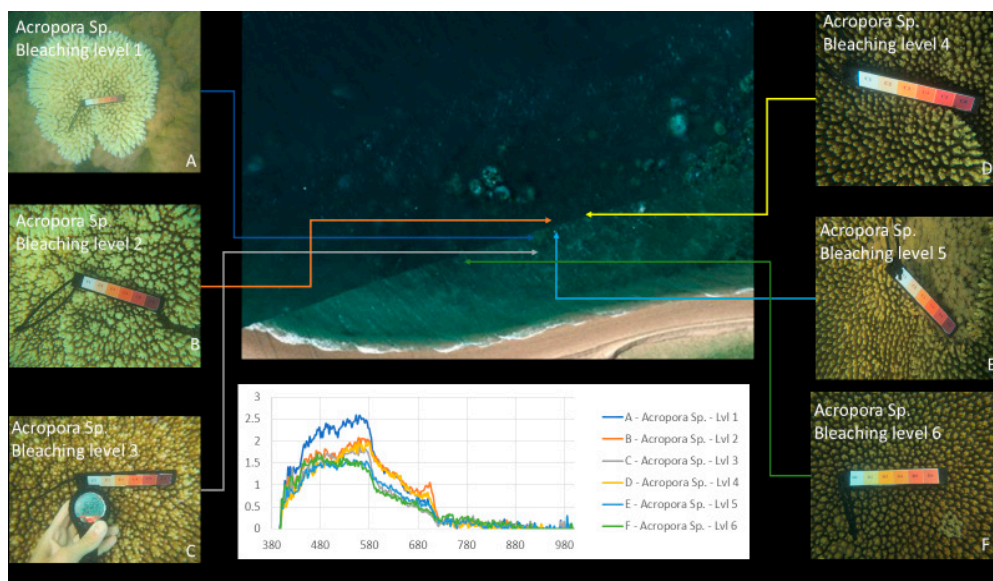 Acropora Sp.
Bleaching level 1
A
Acropora Sp.
Bleaching level 2
B
Acropora Sp.
Bleaching level 3
C
Acropora Sp.
Bleaching level 4
D
Acropora Sp.
Bleaching level 5
E
Acropora Sp.
Bleaching level 6
F
3
2.5
2
1.5
1
0.5
0
380 480 580 680 780 880 980
A - Acropora Sp. - Lvl 1
B - Acropora Sp. - Lvl 2
C - Acropora Sp. - Lvl 3
D - Acropora Sp. - Lvl 4
E - Acropora Sp. - Lvl 5
F - Acropora Sp. - Lvl 6